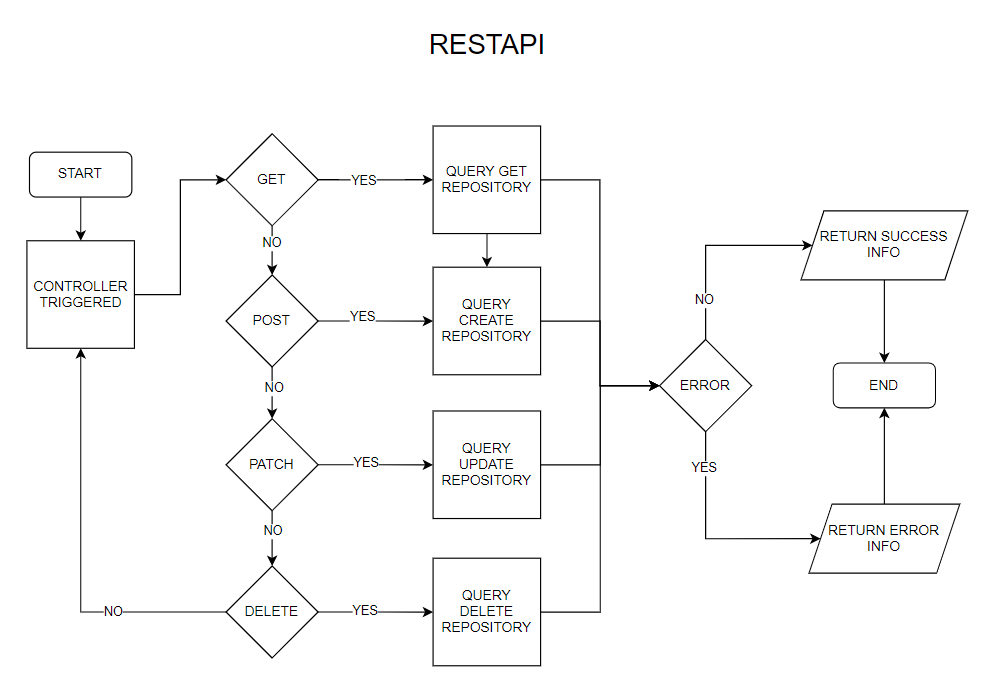 RESTAPI
START
CONTROLLER
TRIGGERED
GET
YES
QUERY GET
REPOSITORY
NO
POST
YES
QUERY
CREATE
REPOSITORY
NO
PATCH
YES
QUERY
UPDATE
REPOSITORY
NO
DELETE
YES
QUERY
DELETE
REPOSITORY
NO
ERROR
NO
RETURN SUCCESS
INFO
END
YES
RETURN ERROR
INFO